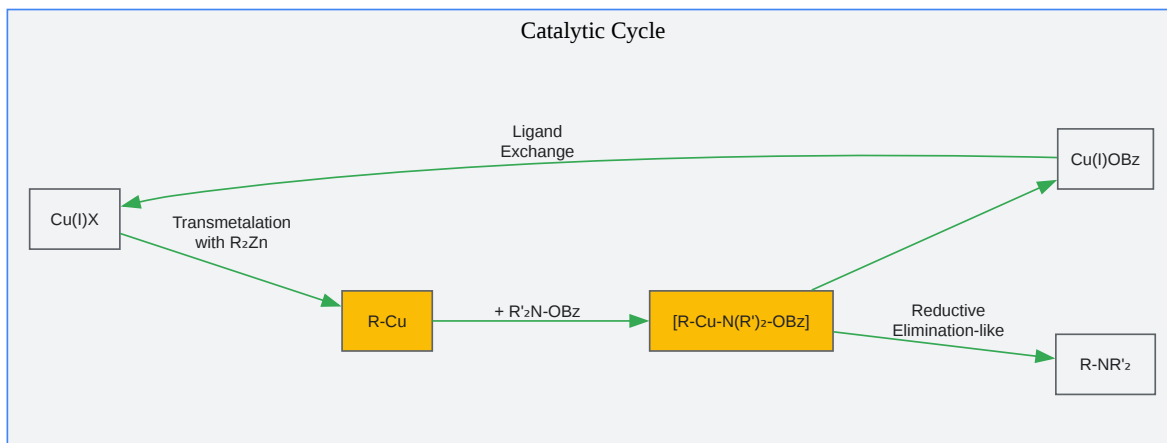 Catalytic Cycle
Ligand
Exchange
Cu(I)OBz
Cu(I)X
Transmetalation
with R₂Zn
R-Cu
+ R'₂N-OBz
[R-Cu-N(R')₂-OBz]
Reductive
Elimination-like
R-NR'₂